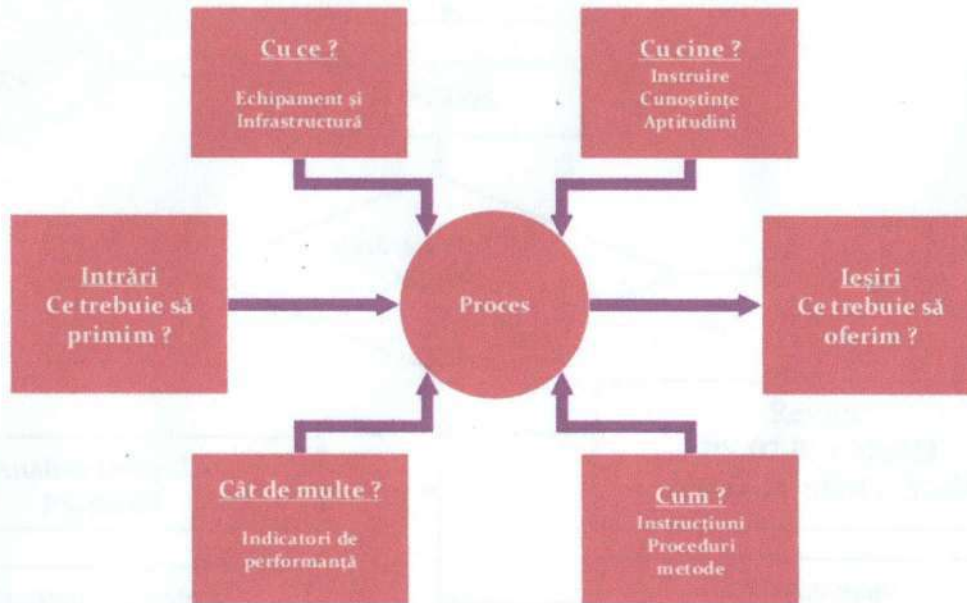 Cu ce ?
Echipament și
Infrastructură
Cu cine ?
Instruire
Cunoștințe
Aptitudini
Intrări
Ce trebuie să
primim ?
Proces
Ieșiri
Ce trebuie să
oferim ?
Cât de multe ?
Indicatori de
performanță
Cum ?
Instrucțiuni
Proceduri
metode